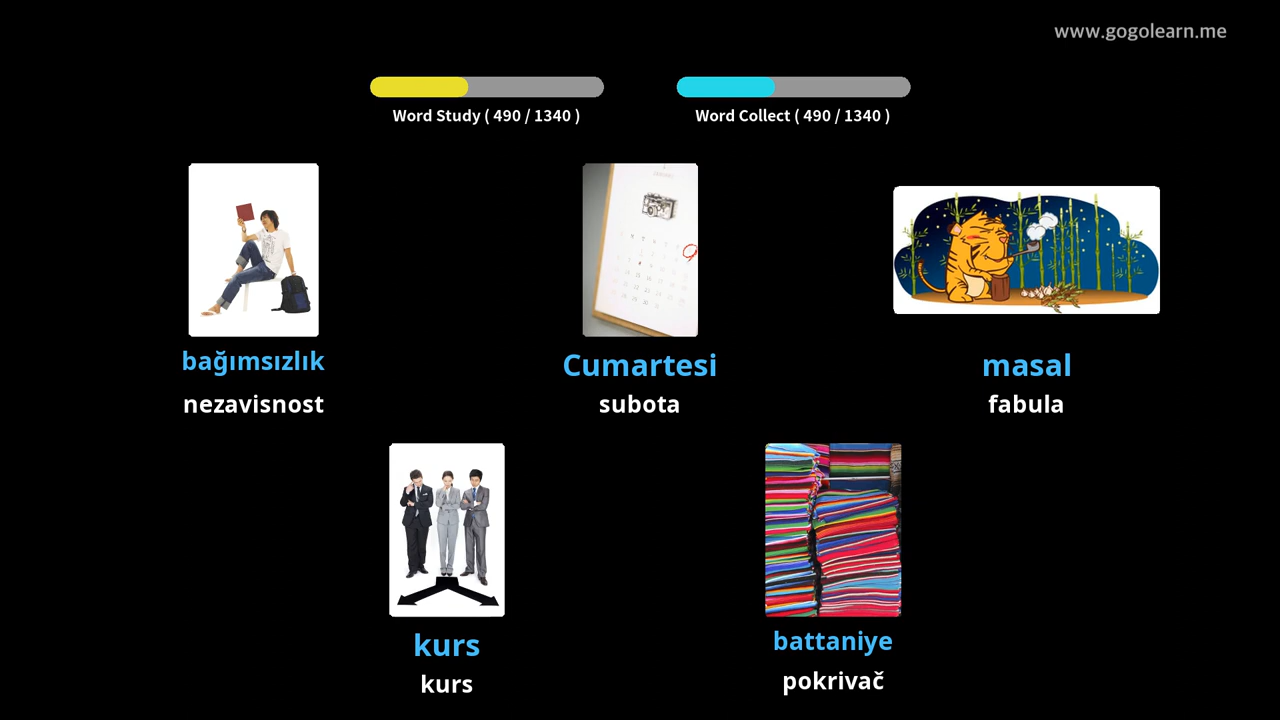 www.gogolearn.me
Word Study ( 490 / 1340 )
Word Collect ( 490 / 1340 )
bağımsızlık
nezavisnost
Cumartesi
subota
masal
fabula
kurs
kurs
battaniye
pokrivač